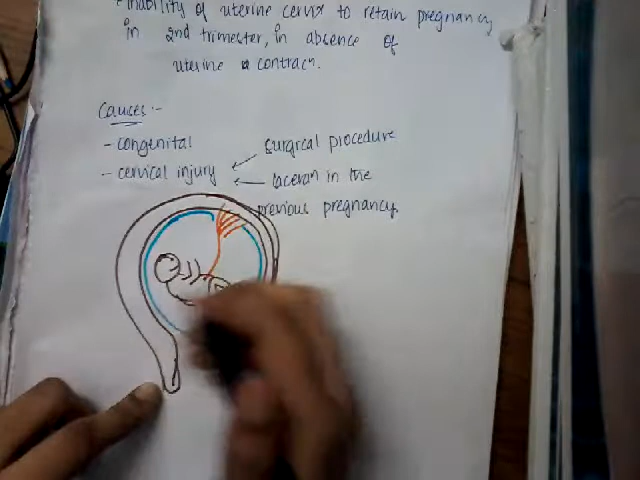 inability of uterine cervix to retain pregnancy
in 2nd trimester, in absence of
uterine contracn.
Causes :-
- congenital
- cervical injury
surgical procedure
laceran in the
previous pregnancy.